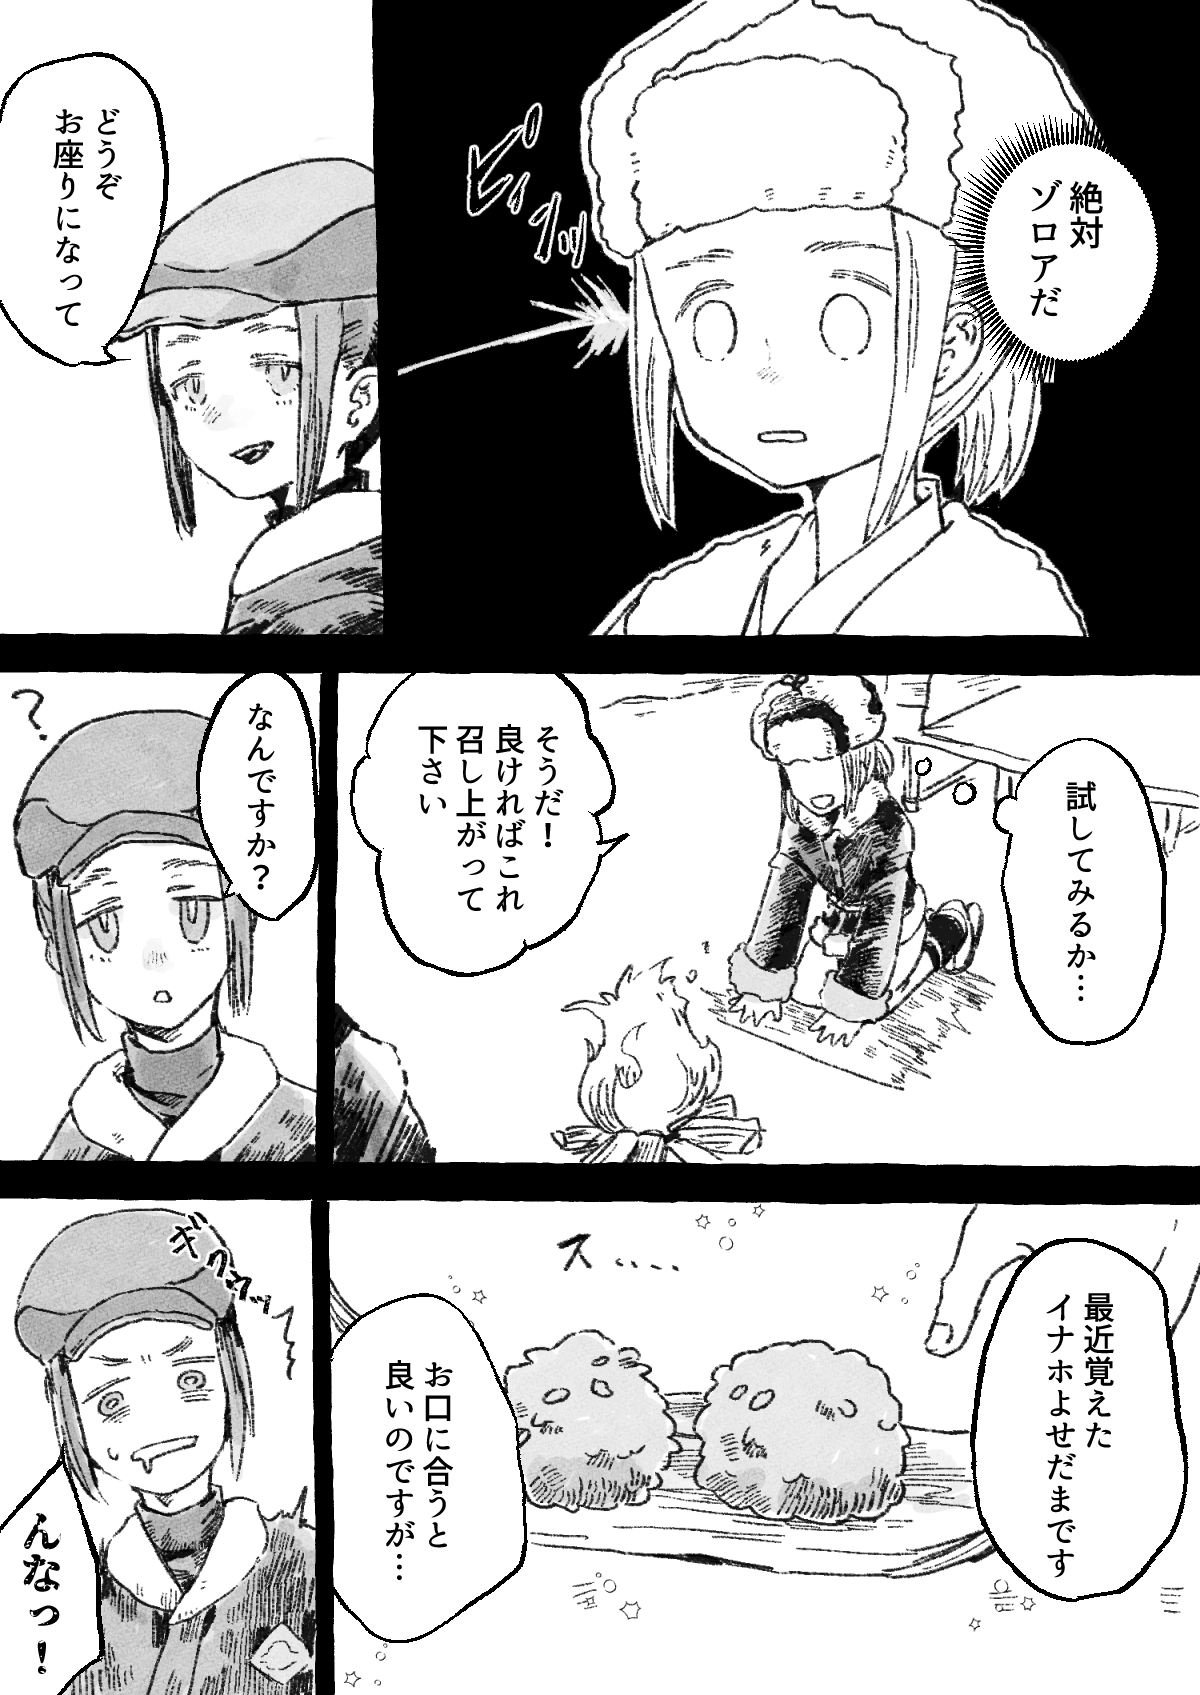 絶対
ゾロアだ
ピィンッ
どうぞ
お座りになって
試してみるか…
そうだ！
良ければこれ
召し上がって
下さい
なんですか？
？
最近覚えた
イナホよせだまです
ス‥‥
お口に合うと
良いのですが…
んなっ！